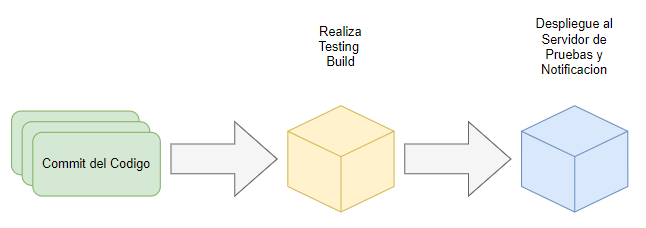 Commit del Codigo
Realiza
Testing
Build
Despliegue al
Servidor de
Pruebas y
Notificacion